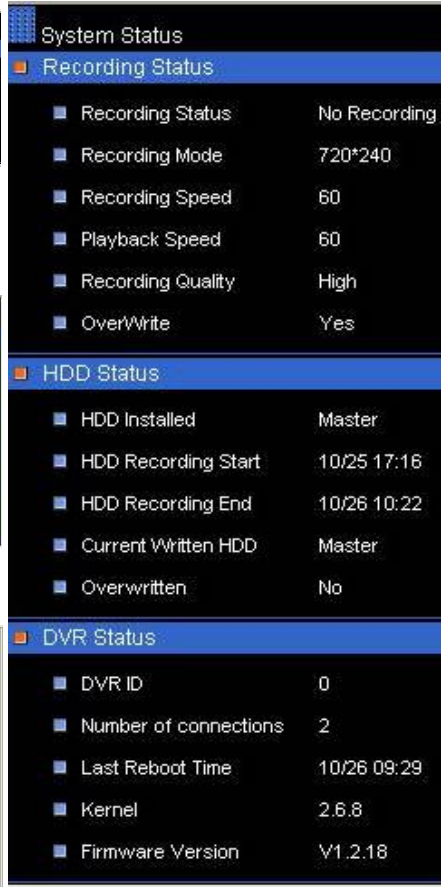 System Status
Recording Status
Recording Status No Recording
Recording Mode 720*240
Recording Speed 60
Playback Speed 60
Recording Quality High
OverWrite Yes
HDD Status
HDD Installed Master
HDD Recording Start 10/25 17:16
HDD Recording End 10/26 10:22
Current Written HDD Master
Overwritten No
DVR Status
DVR ID 0
Number of connections 2
Last Reboot Time 10/26 09:29
Kernel 2.6.8
Firmware Version V1.2.18